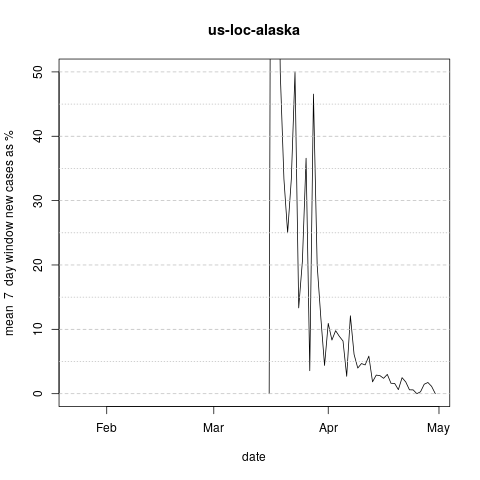 us-loc-alaska
mean  7  day window new cases as %
50
40
30
20
10
0
Feb
Mar
Apr
May
date